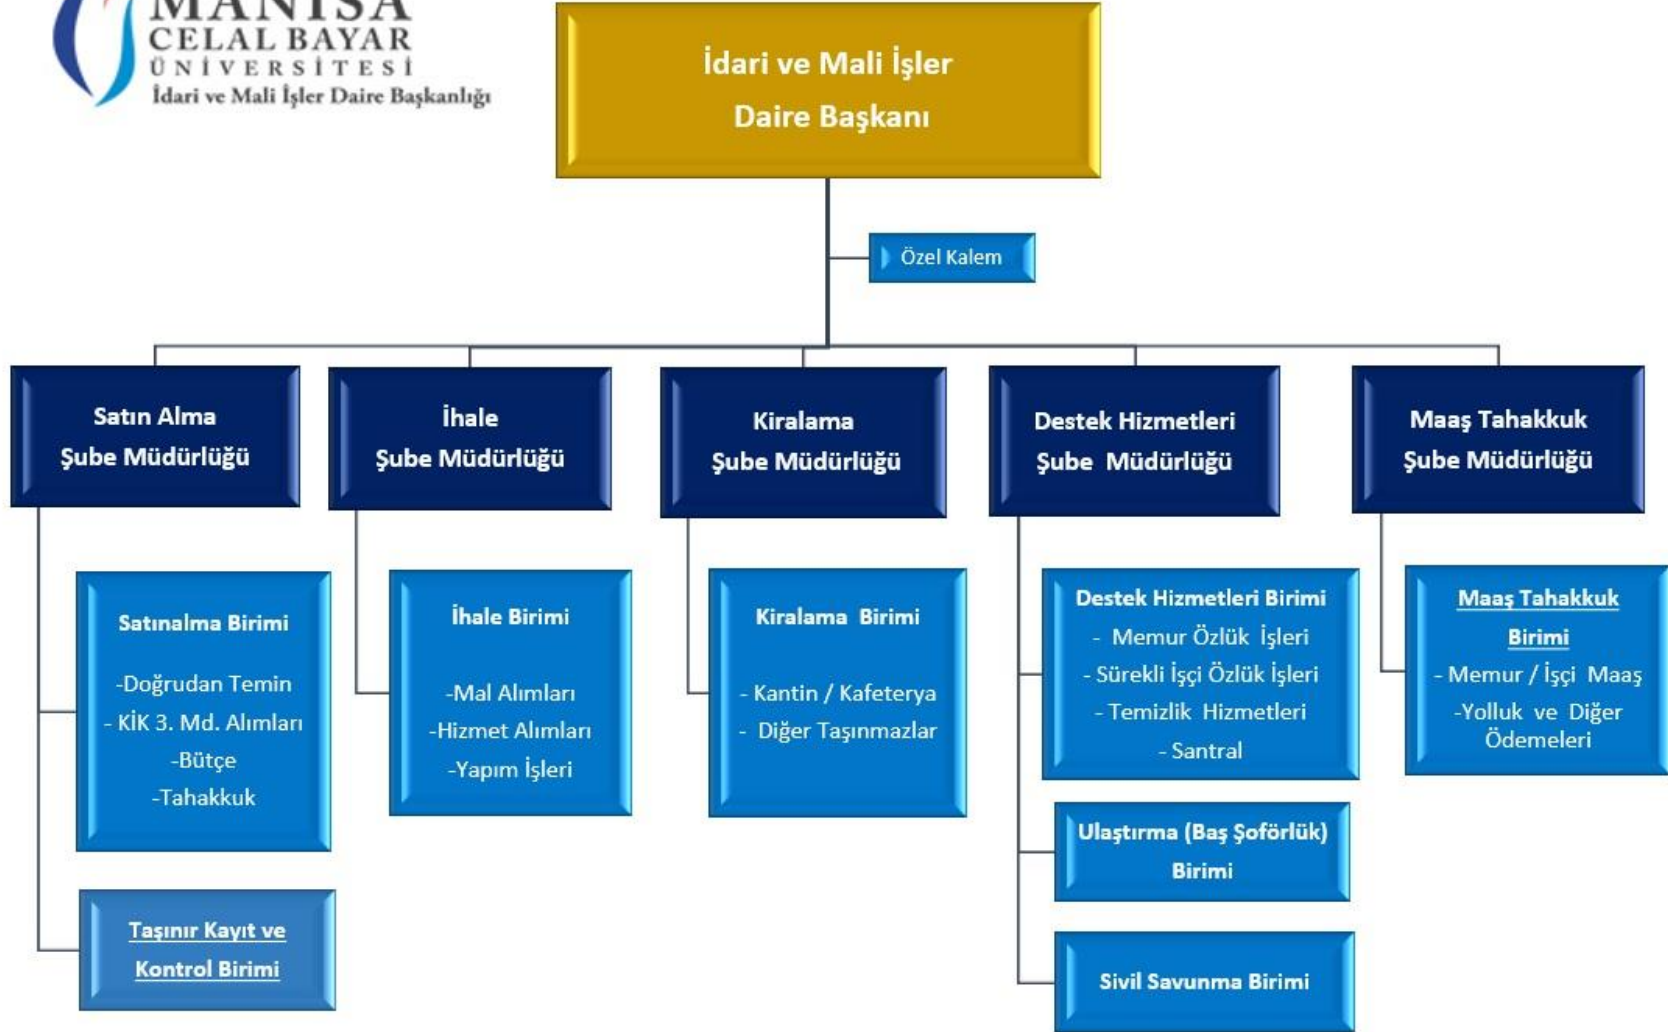 MANİSA
CELAL BAYAR
ÜNİVERSİTESİ
İdari ve Mali İşler Daire Başkanlığı
İdari ve Mali İşler
Daire Başkanı
Özel Kalem
Satın Alma
Şube Müdürlüğü
İhale
Şube Müdürlüğü
Kiralama
Şube Müdürlüğü
Destek Hizmetleri
Şube Müdürlüğü
Maaş Tahakkuk
Şube Müdürlüğü
Satınalma Birimi
-Doğrudan Temin
- KİK 3. Md. Alımları
-Bütçe
-Tahakkuk
Taşınır Kayıt ve
Kontrol Birimi
İhale Birimi
-Mal Alımları
-Hizmet Alımları
-Yapım İşleri
Kiralama Birimi
- Kantin / Kafeterya
- Diğer Taşınmazlar
Destek Hizmetleri Birimi
- Memur Özlük İşleri
- Sürekli İşçi Özlük İşleri
- Temizlik Hizmetleri
- Santral
Ulaştırma (Baş Şoförlük)
Birimi
Sivil Savunma Birimi
Maaş Tahakkuk
Birimi
- Memur / İşçi Maaş
-Yolluk ve Diğer
Ödemeleri